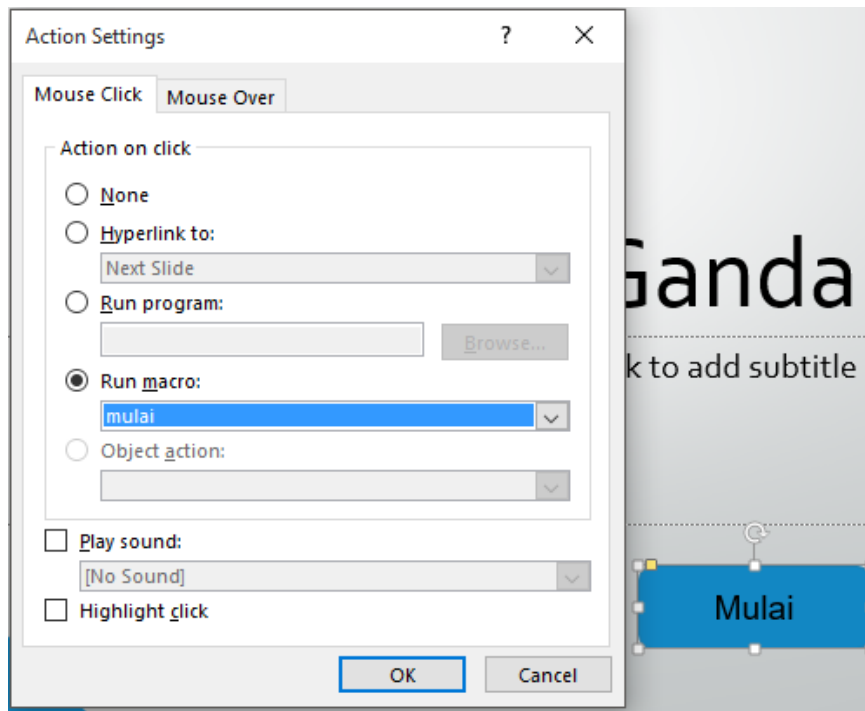 Action Settings
Mouse Click
Mouse Over
Action on click
None
Hyperlink to:
Next Slide
Run program:
Browse...
Run macro:
mulai
Object action:
Play sound:
[No Sound]
Highlight click
OK
Cancel
Ganda
k to add subtitle
Mulai